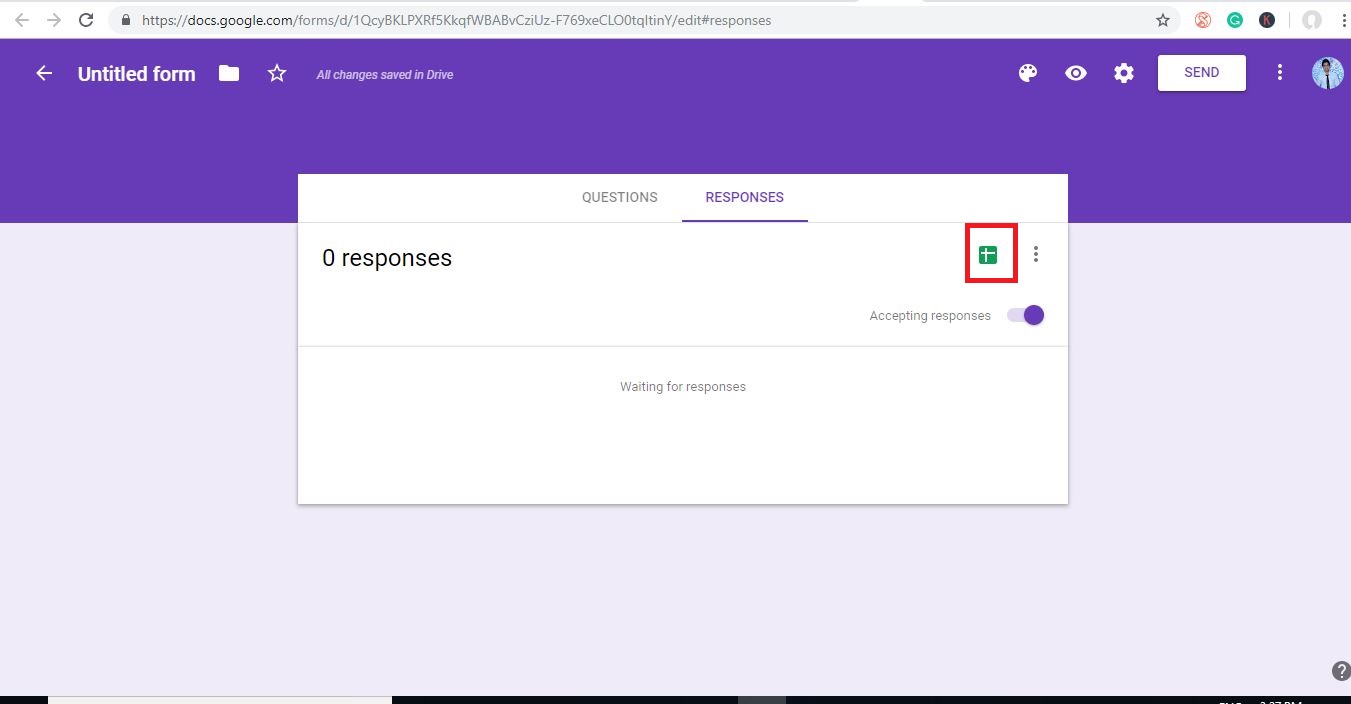 https://docs.google.com/forms/d/1QcyBKLPXRf5KkqfWBABvCziUz-F769xeCLO0tqItinY/edit#responses
Untitled form
All changes saved in Drive
SEND
QUESTIONS RESPONSES
0 responses
Accepting responses
Waiting for responses